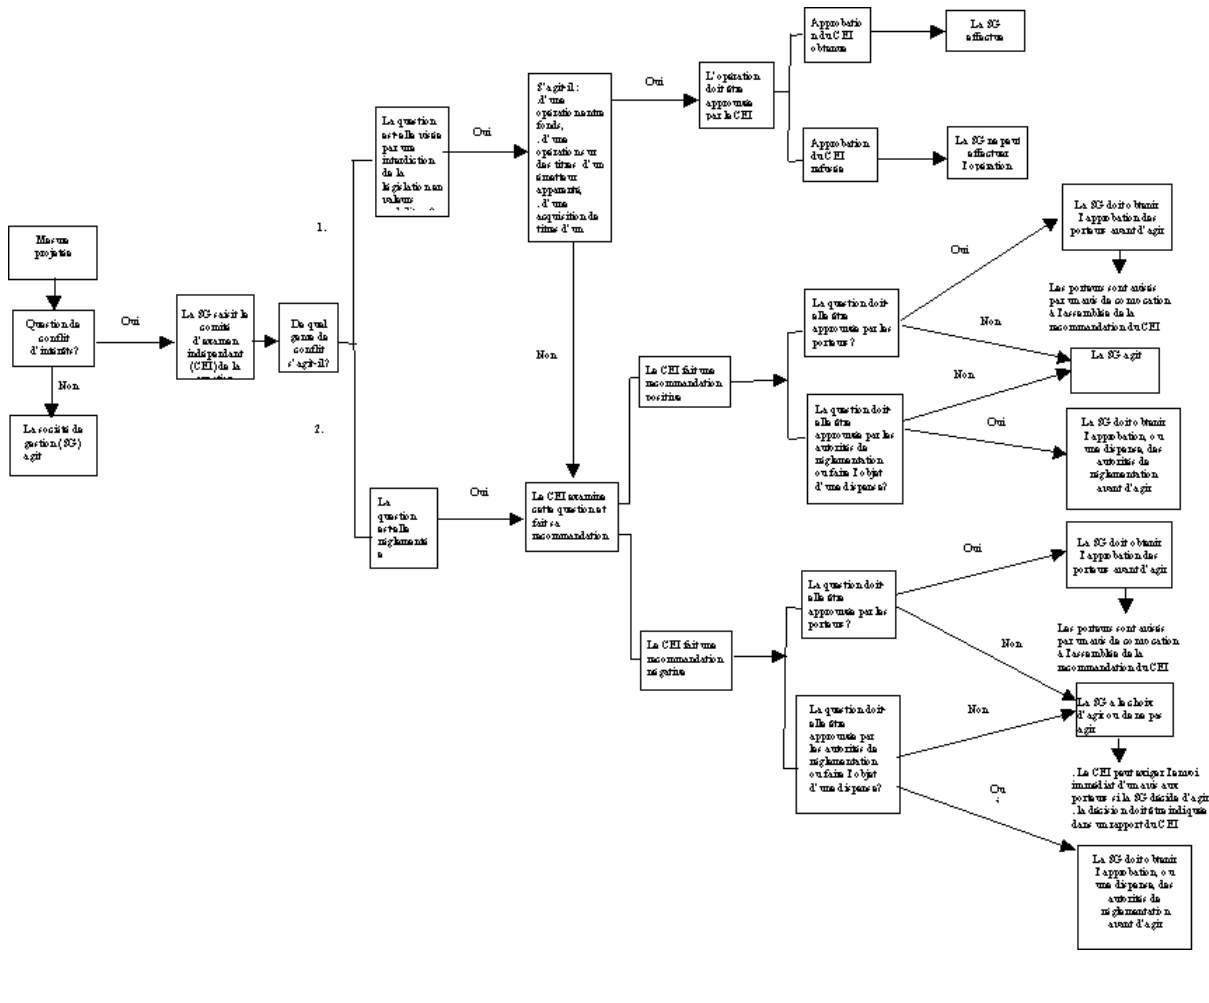 Mesure
projetée
Question de
conflit
d'intérêts?
Oui
Non
La société de
gestion (SG)
agit
La SG saisit le
comité
d'examen
indépendant
(CEI) de la
De quel
genre de
conflit
s'agit-il?
1.
2.
La question
est-elle visée
par une
interdiction
de la
législation en
valeurs
Oui
S'agit-il :
. d'une
opération entre
fonds,
. d'une
opération sur
des titres d'un
émetteur
apparenté,
. d'une
acquisition de
titres d'un
Oui
Non
L'opération
doit être
approuvée
par le CEI
Approbatio
n du CEI
obtenue
La SG
effectue
Approbation
du CEI
refusée
La SG ne peut
effectuer
l'opération
La
question
est-elle
réglementé
e
Oui
Le CEI examine
cette question et
fait sa
recommandation
Le CEI fait une
recommandation
positive
La question doit-
elle être
approuvée par les
porteurs?
Oui
Non
La SG doit obtenir
l'approbation des
porteurs avant d'agir
Les porteurs sont avisés
par un avis de convocation
à l'assemblée de la
recommandation du CEI
La SG agit
La question doit-
elle être
approuvée par les
autorités de
réglementation
ou faire l'objet
d'une dispense?
Non
Oui
La SG doit obtenir
l'approbation, ou
une dispense, des
autorités de
réglementation
avant d'agir
Le CEI fait une
recommandation
négative
La question doit-
elle être
approuvée par les
porteurs?
Oui
Non
La SG doit obtenir
l'approbation des
porteurs avant d'agir
Les porteurs sont avisés
par un avis de convocation
à l'assemblée de la
recommandation du CEI
La question doit-
elle être
approuvée par
les autorités de
réglementation
ou faire l'objet
d'une dispense?
Non
Ou
i
La SG a le choix
d'agir ou de ne pas
agir
. Le CEI peut exiger l'envoi
immédiat d'un avis aux
porteurs si la SG décide d'agir
. la décision doit être indiquée
dans un rapport du CEI
La SG doit obtenir
l'approbation, ou
une dispense, des
autorités de
réglementation
avant d'agir